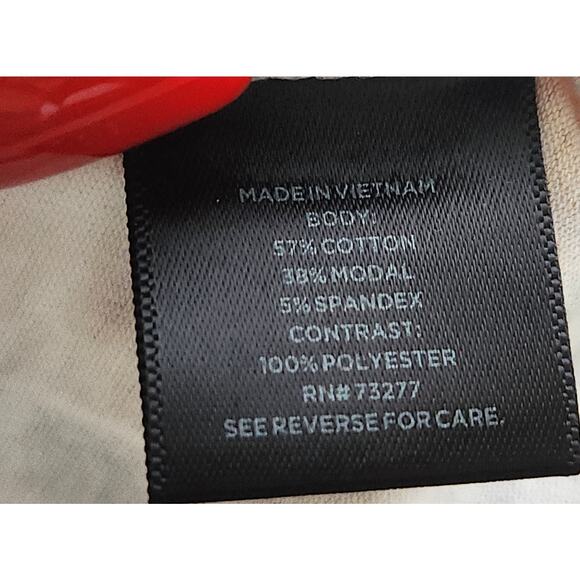 MADE IN VIETNAM
BODY:
57% COTTON
38% MODAL
5% SPANDEX
CONTRAST:
100% POLYESTER
RN# 73277
SEE REVERSE FOR CARE.